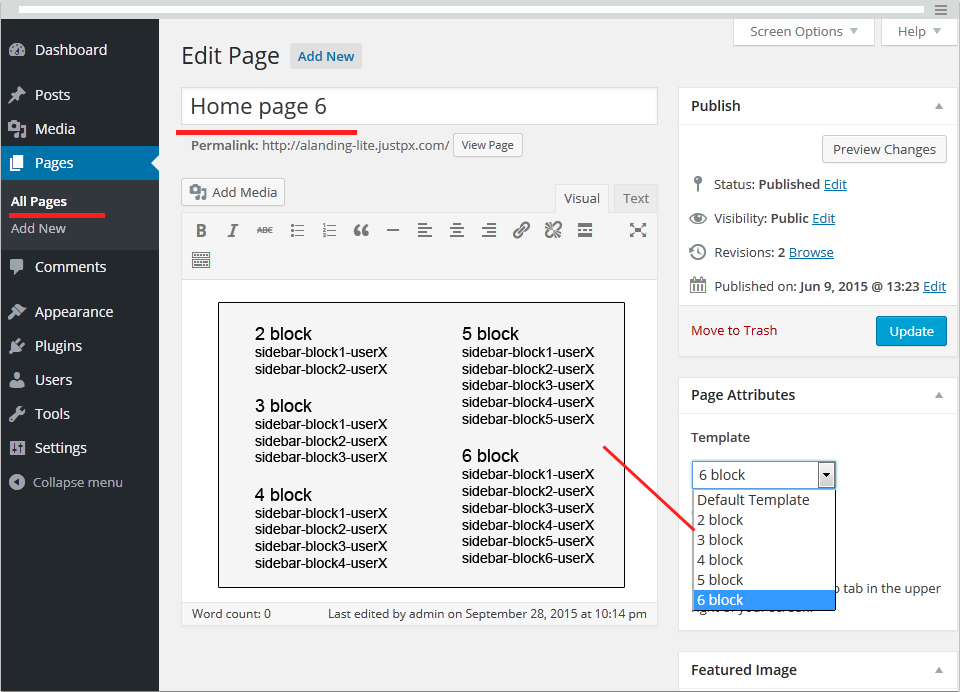 Screen Options
Help
Dashboard
Posts
Media
Pages
All Pages
Add New
Comments
Appearance
Plugins
Users
Tools
Settings
Collapse menu
Edit Page Add New
Home page 6
Permalink: http://alanding-lite.justpx.com/ View Page
Add Media
Visual Text
B I ABC
2 block
sidebar-block1-userX
sidebar-block2-userX
3 block
sidebar-block1-userX
sidebar-block2-userX
sidebar-block3-userX
4 block
sidebar-block1-userX
sidebar-block2-userX
sidebar-block3-userX
sidebar-block4-userX
5 block
sidebar-block1-userX
sidebar-block2-userX
sidebar-block3-userX
sidebar-block4-userX
sidebar-block5-userX
6 block
sidebar-block1-userX
sidebar-block2-userX
sidebar-block3-userX
sidebar-block4-userX
sidebar-block5-userX
sidebar-block6-userX
Word count: 0 Last edited by admin on September 28, 2015 at 10:14 pm
Publish
Preview Changes
Status: Published Edit
Visibility: Public Edit
Revisions: 2 Browse
Published on: Jun 9, 2015 @ 13:23 Edit
Move to Trash Update
Page Attributes
Template
6 block
Default Template
2 block
3 block
4 block
5 block
6 block
tab in the upper
Featured Image